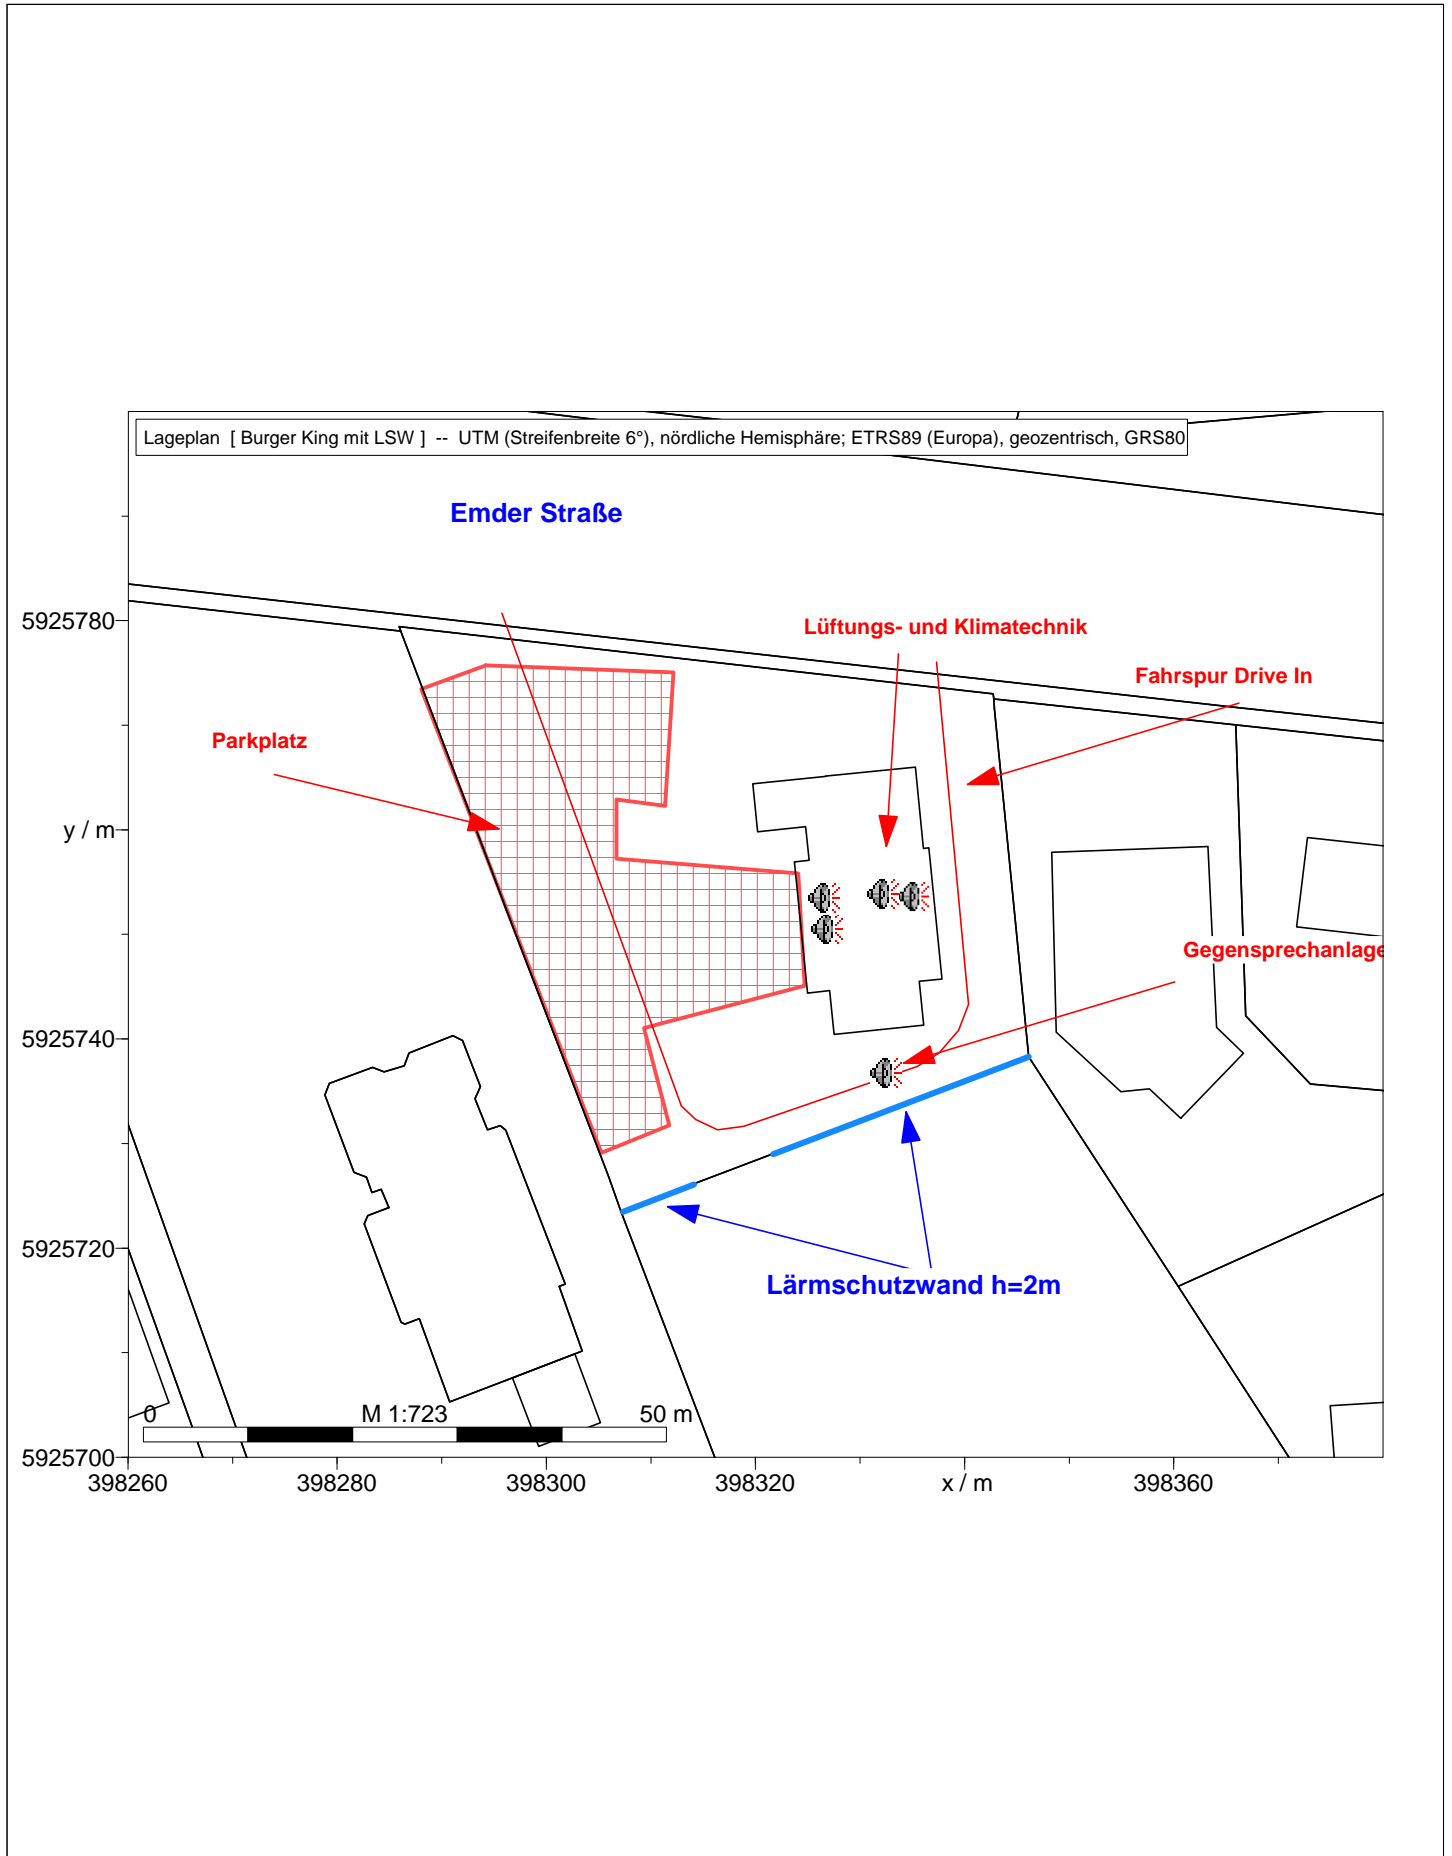 Lageplan [ Burger King mit LSW ] -- UTM (Streifenbreite 6°), nördliche Hemisphäre; ETRS89 (Europa), geozentrisch, GRS80
Emder Straße
5925780
Lüftungs- und Klimatechnik
Fahrspur Drive In
Parkplatz
y / m
Gegensprechanlage
5925740
5925720
Lärmschutzwand h=2m
0 M 1:723 50 m
5925700
398260 398280 398300 398320 x / m 398360